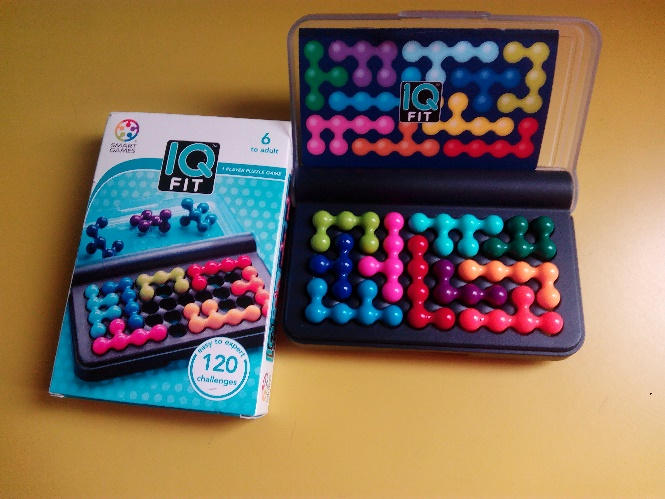 SMART
GAMES
IQ
FIT
6
to adult
1 PLAYER PUZZLE GAME
easy to expert
120
challenges
IQ
FIT